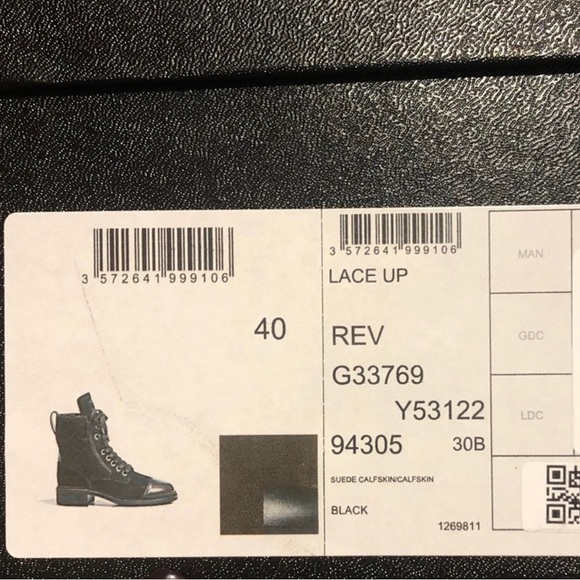 3 572641 999106
40
3 572641 999106
LACE UP
REV
G33769
Y53122
94305 30B
SUEDE CALFSKIN/CALFSKIN
BLACK
1269811
MAN
GDC
LDC